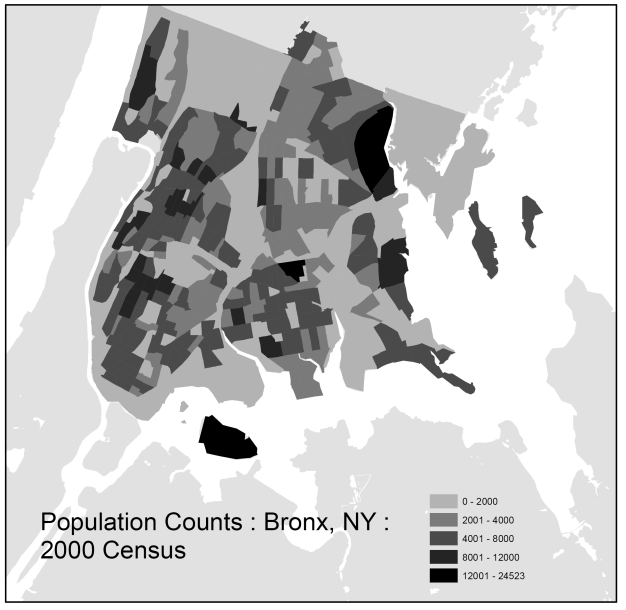 0 - 2000
2001 - 4000
4001 - 8000
8001 - 12000
12001 - 24523
Population Counts : Bronx, NY :
2000 Census